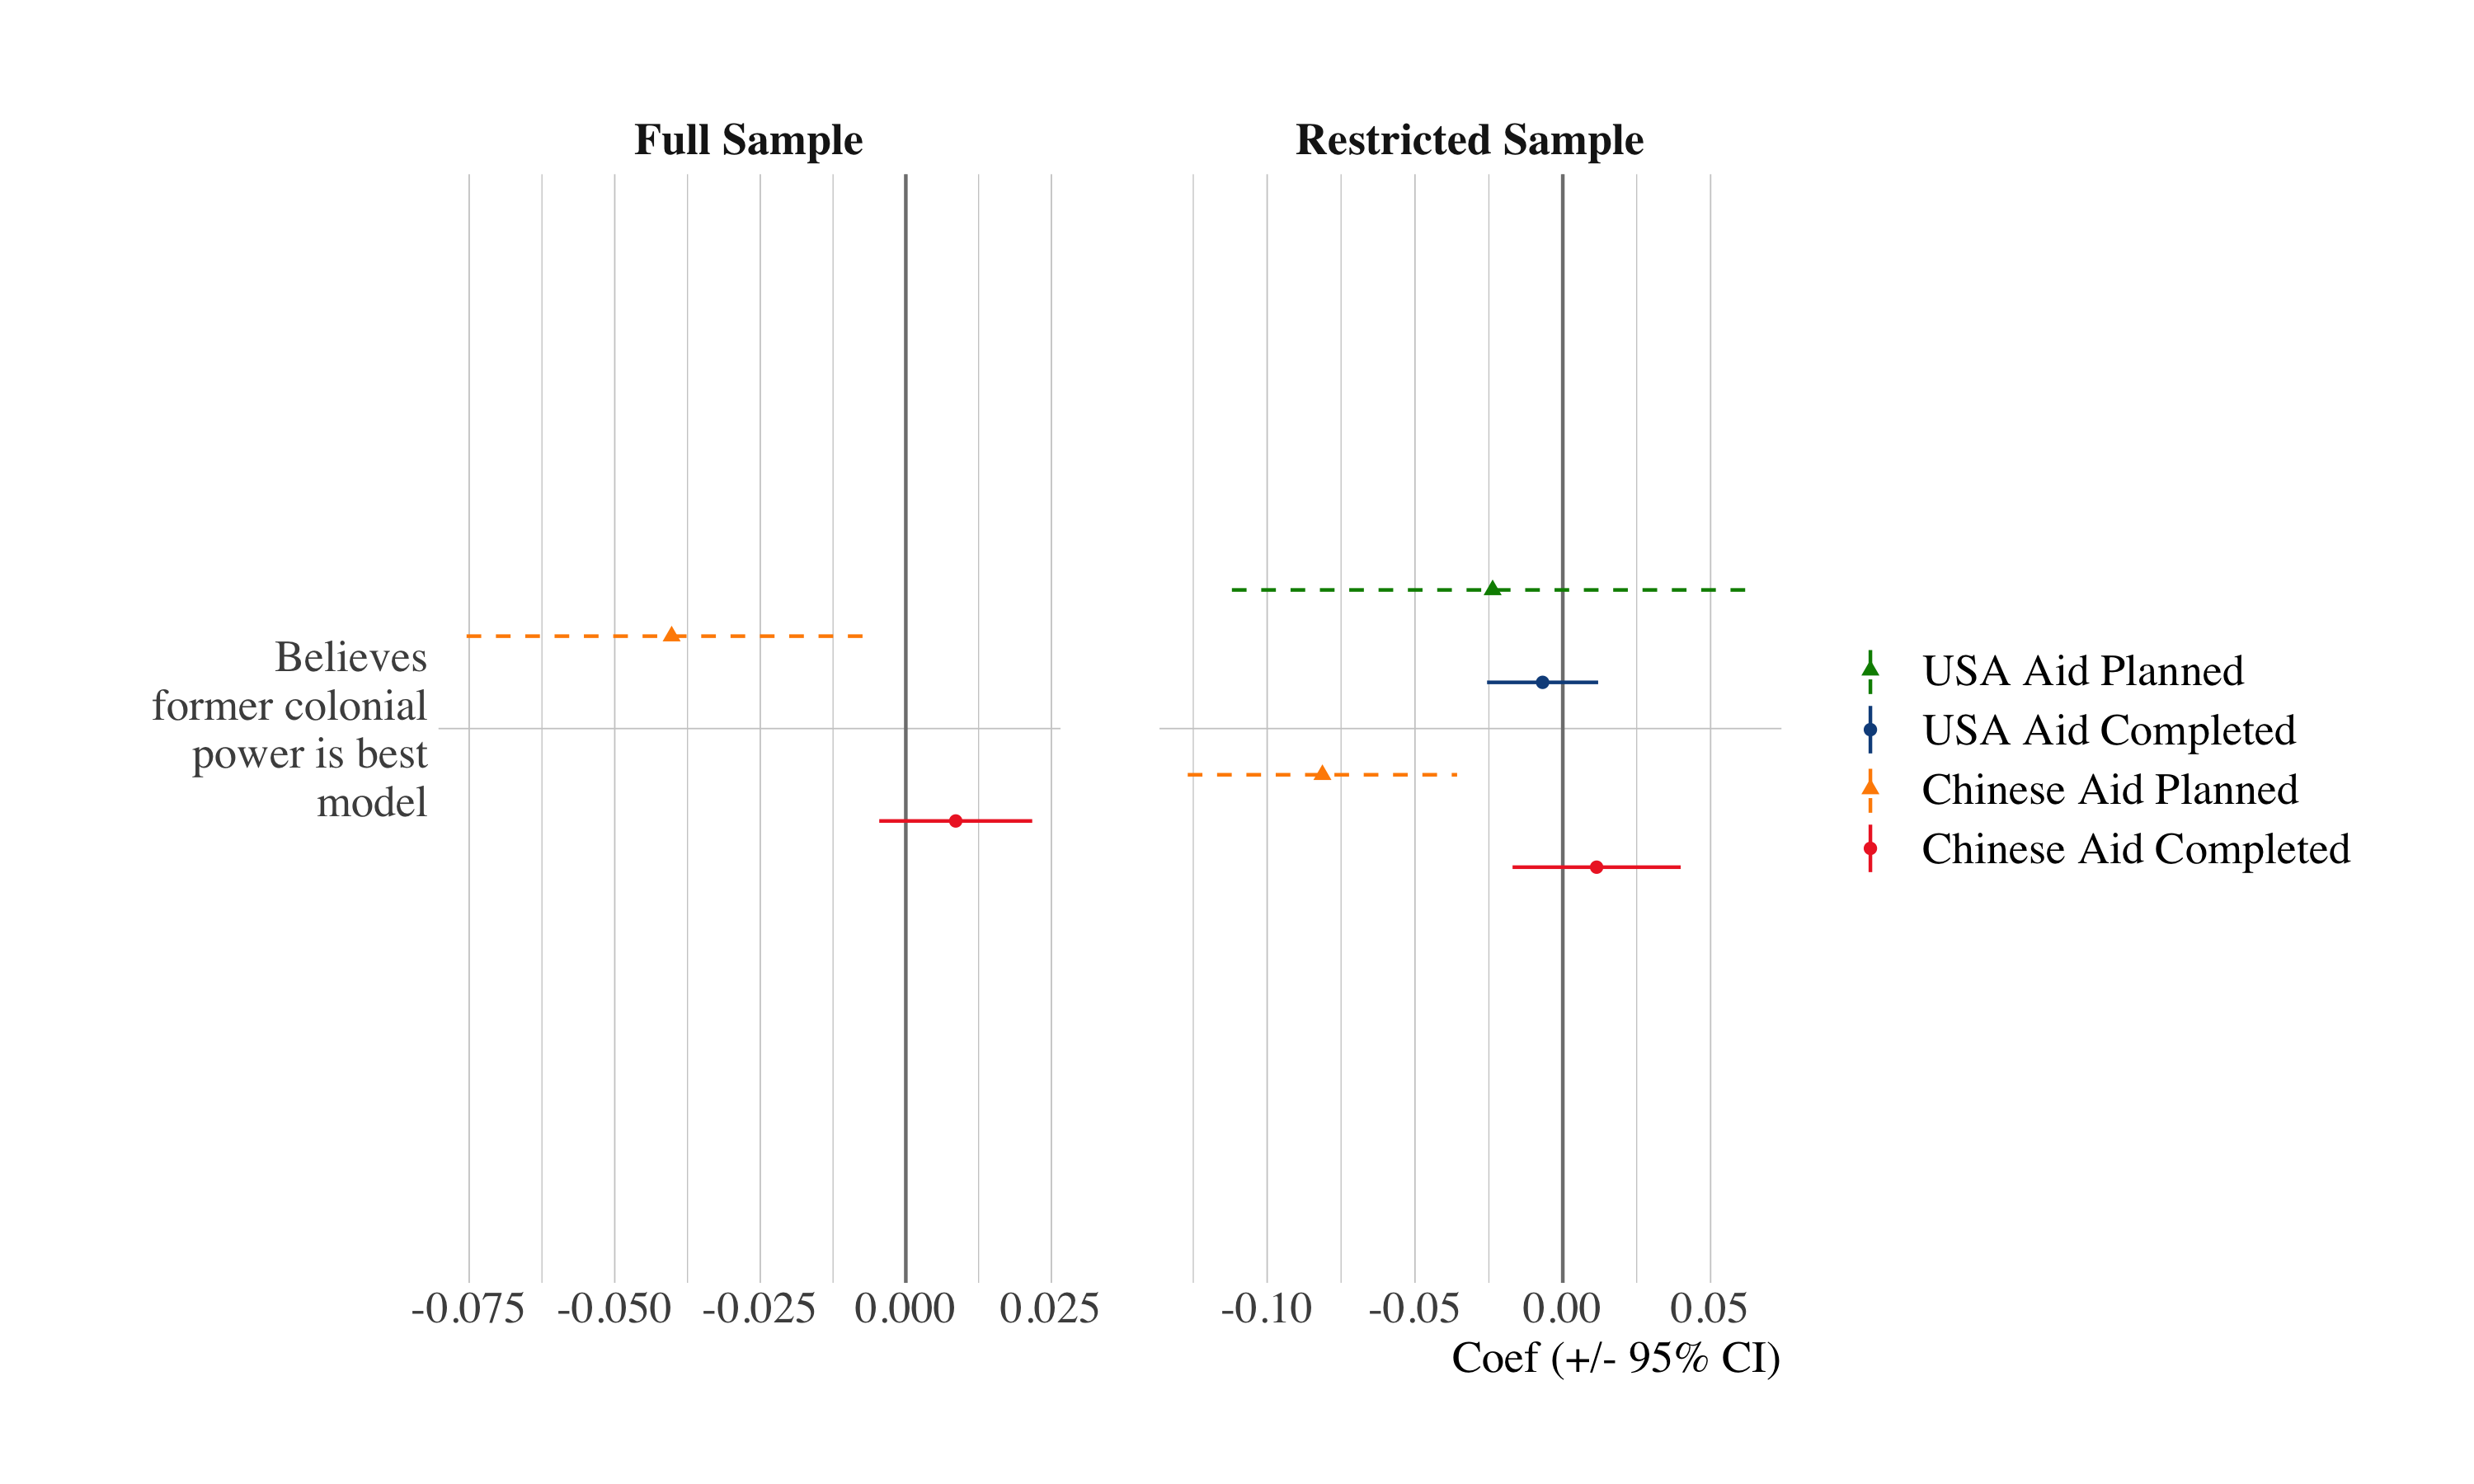 Full Sample
Restricted Sample
Believes
former colonial
power is best
model
USA Aid Planned
USA Aid Completed
Chinese Aid Planned
Chinese Aid Completed
-0.075 -0.050 -0.025 0.000 0.025
-0.10 -0.05 0.00 0.05
Coef (+/- 95% CI)